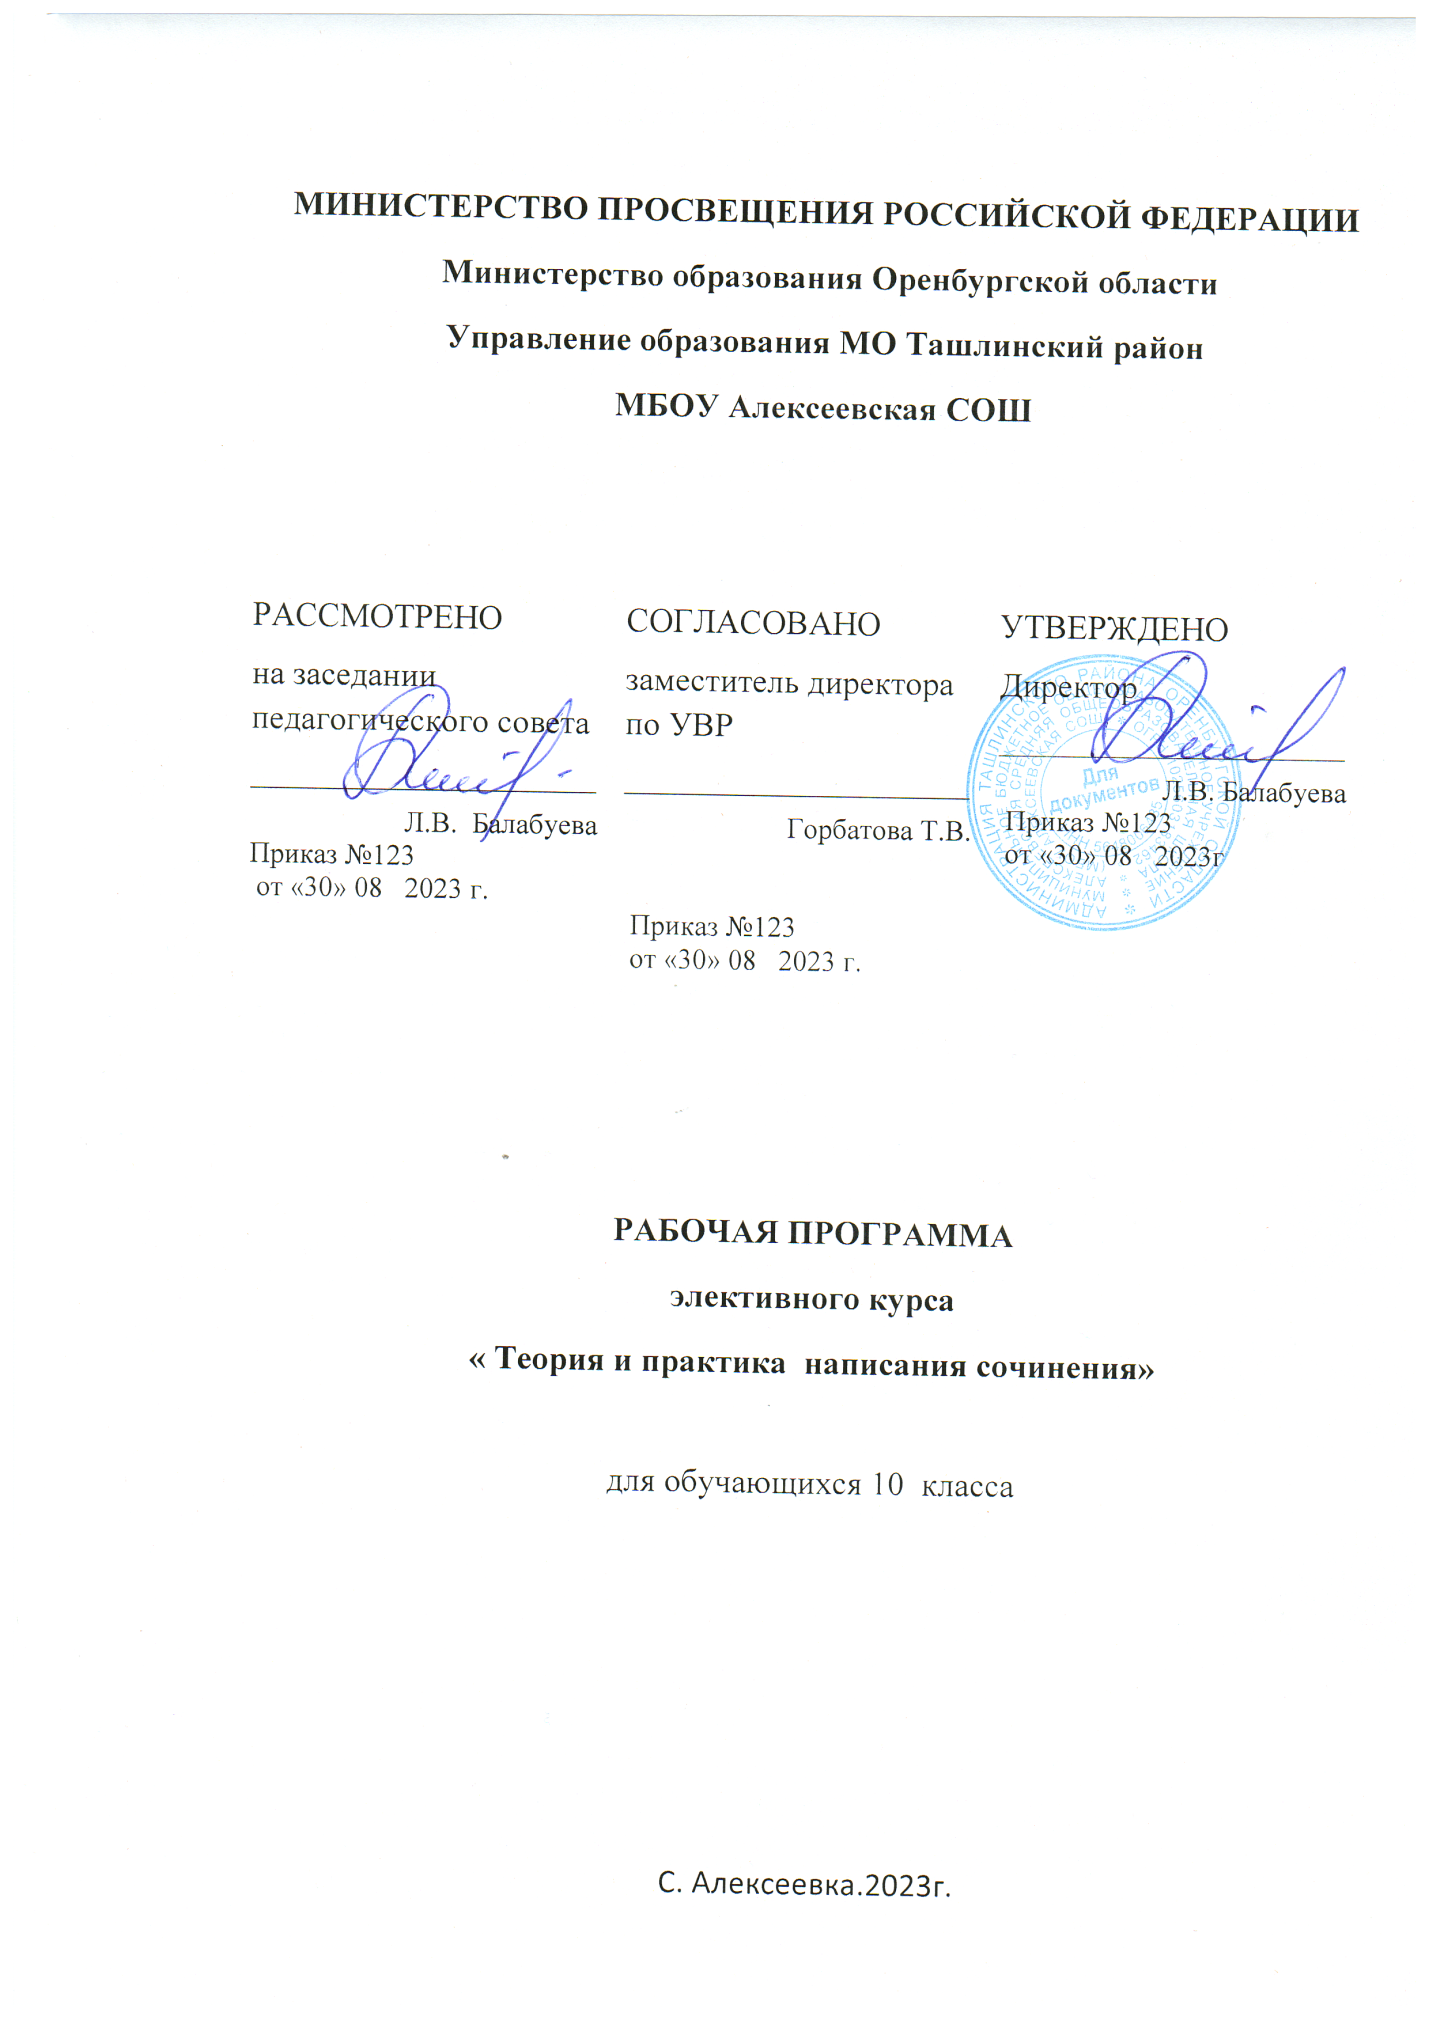 МИНИСТЕРСТВО ПРОСВЕЩЕНИЯ РОССИЙСКОЙ ФЕДЕРАЦИИ
Министерство образования Оренбургской области
Управление образования МО Ташлинский район
МБОУ Алексеевская СОШ
РАССМОТРЕНО
на заседании
педагогического совета
Л.В.  Балабуева
Приказ №123
от «30» 08   2023 г.
СОГЛАСОВАНО
заместитель директора
по УВР
Горбатова Т.В.
Приказ №123
от «30» 08   2023 г.
УТВЕРЖДЕНО
Директор
Л.В. Балабуева
Приказ №123
от «30» 08   2023г
Для
документов
РАБОЧАЯ ПРОГРАММА
элективного курса
« Теория и практика  написания сочинения»
для обучающихся 10  класса
С. Алексеевка.2023г.